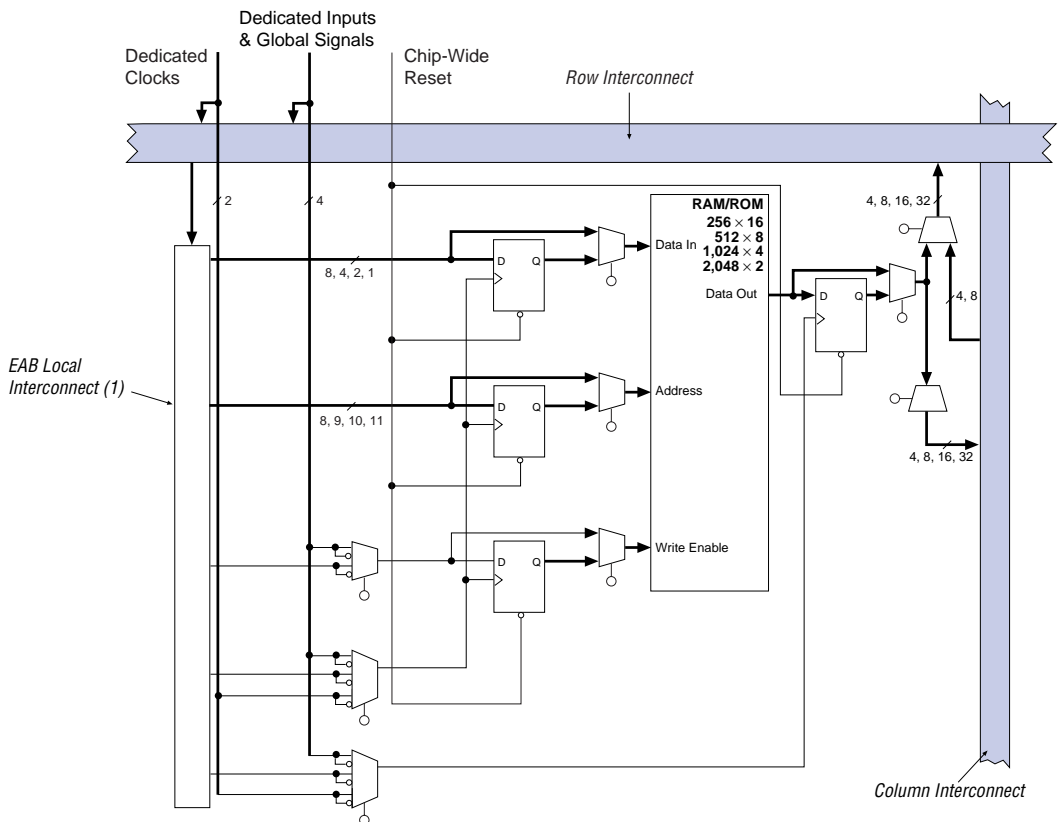 Dedicated Inputs
& Global Signals
Dedicated
Clocks
Chip-Wide
Reset
Row Interconnect
2
4
4, 8, 16, 32
RAM/ROM
256 × 16
512 × 8
1,024 × 4
2,048 × 2
Data In
D
Q
8, 4, 2, 1
Data Out
D
Q
4, 8
EAB Local
Interconnect (1)
D
Q
Address
8, 9, 10, 11
4, 8, 16, 32
D
Q
Write Enable
Column Interconnect